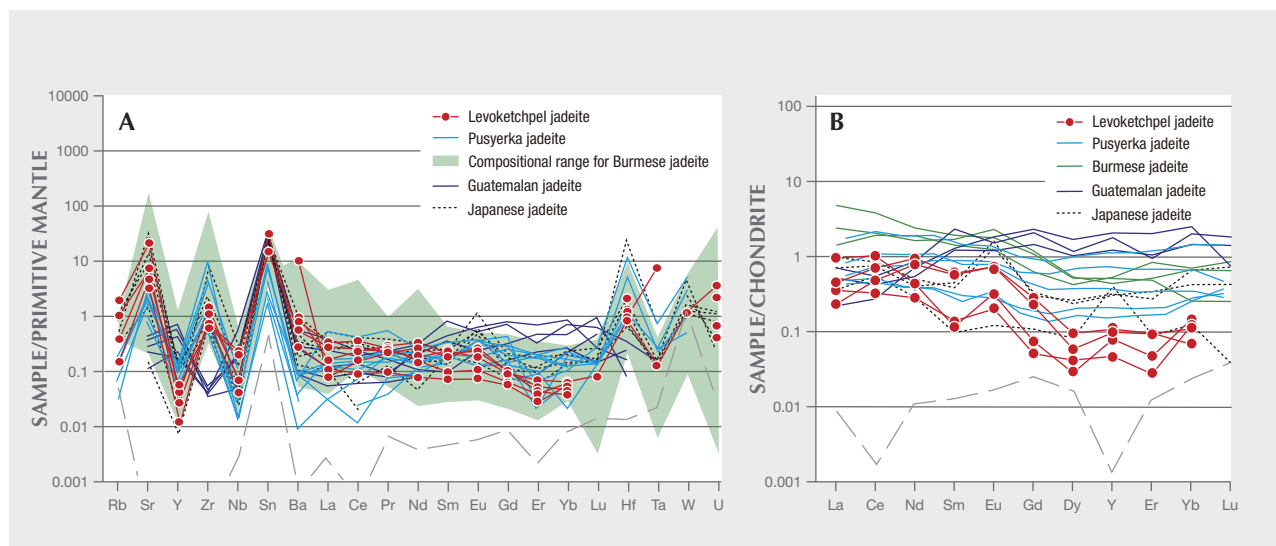 A
SAMPLE/PRIMITIVE MANTLE
10000
1000
100
10
1
0.1
0.01
0.001
Levoketchpel jadeite
Pusyerka jadeite
Compositional range for Burmese jadeite
Guatemalan jadeite
Japanese jadeite
Rb Sr Y Zr Nb Sn Ba La Ce Pr Nd Sm Eu Gd Er Yb Lu Hf Ta W U
B
SAMPLE/CHONDRITE
100
10
1
0.1
0.01
0.001
Levoketchpel jadeite
Pusyerka jadeite
Burmese jadeite
Guatemalan jadeite
Japanese jadeite
La Ce Nd Sm Eu Gd Dy Y Er Yb Lu